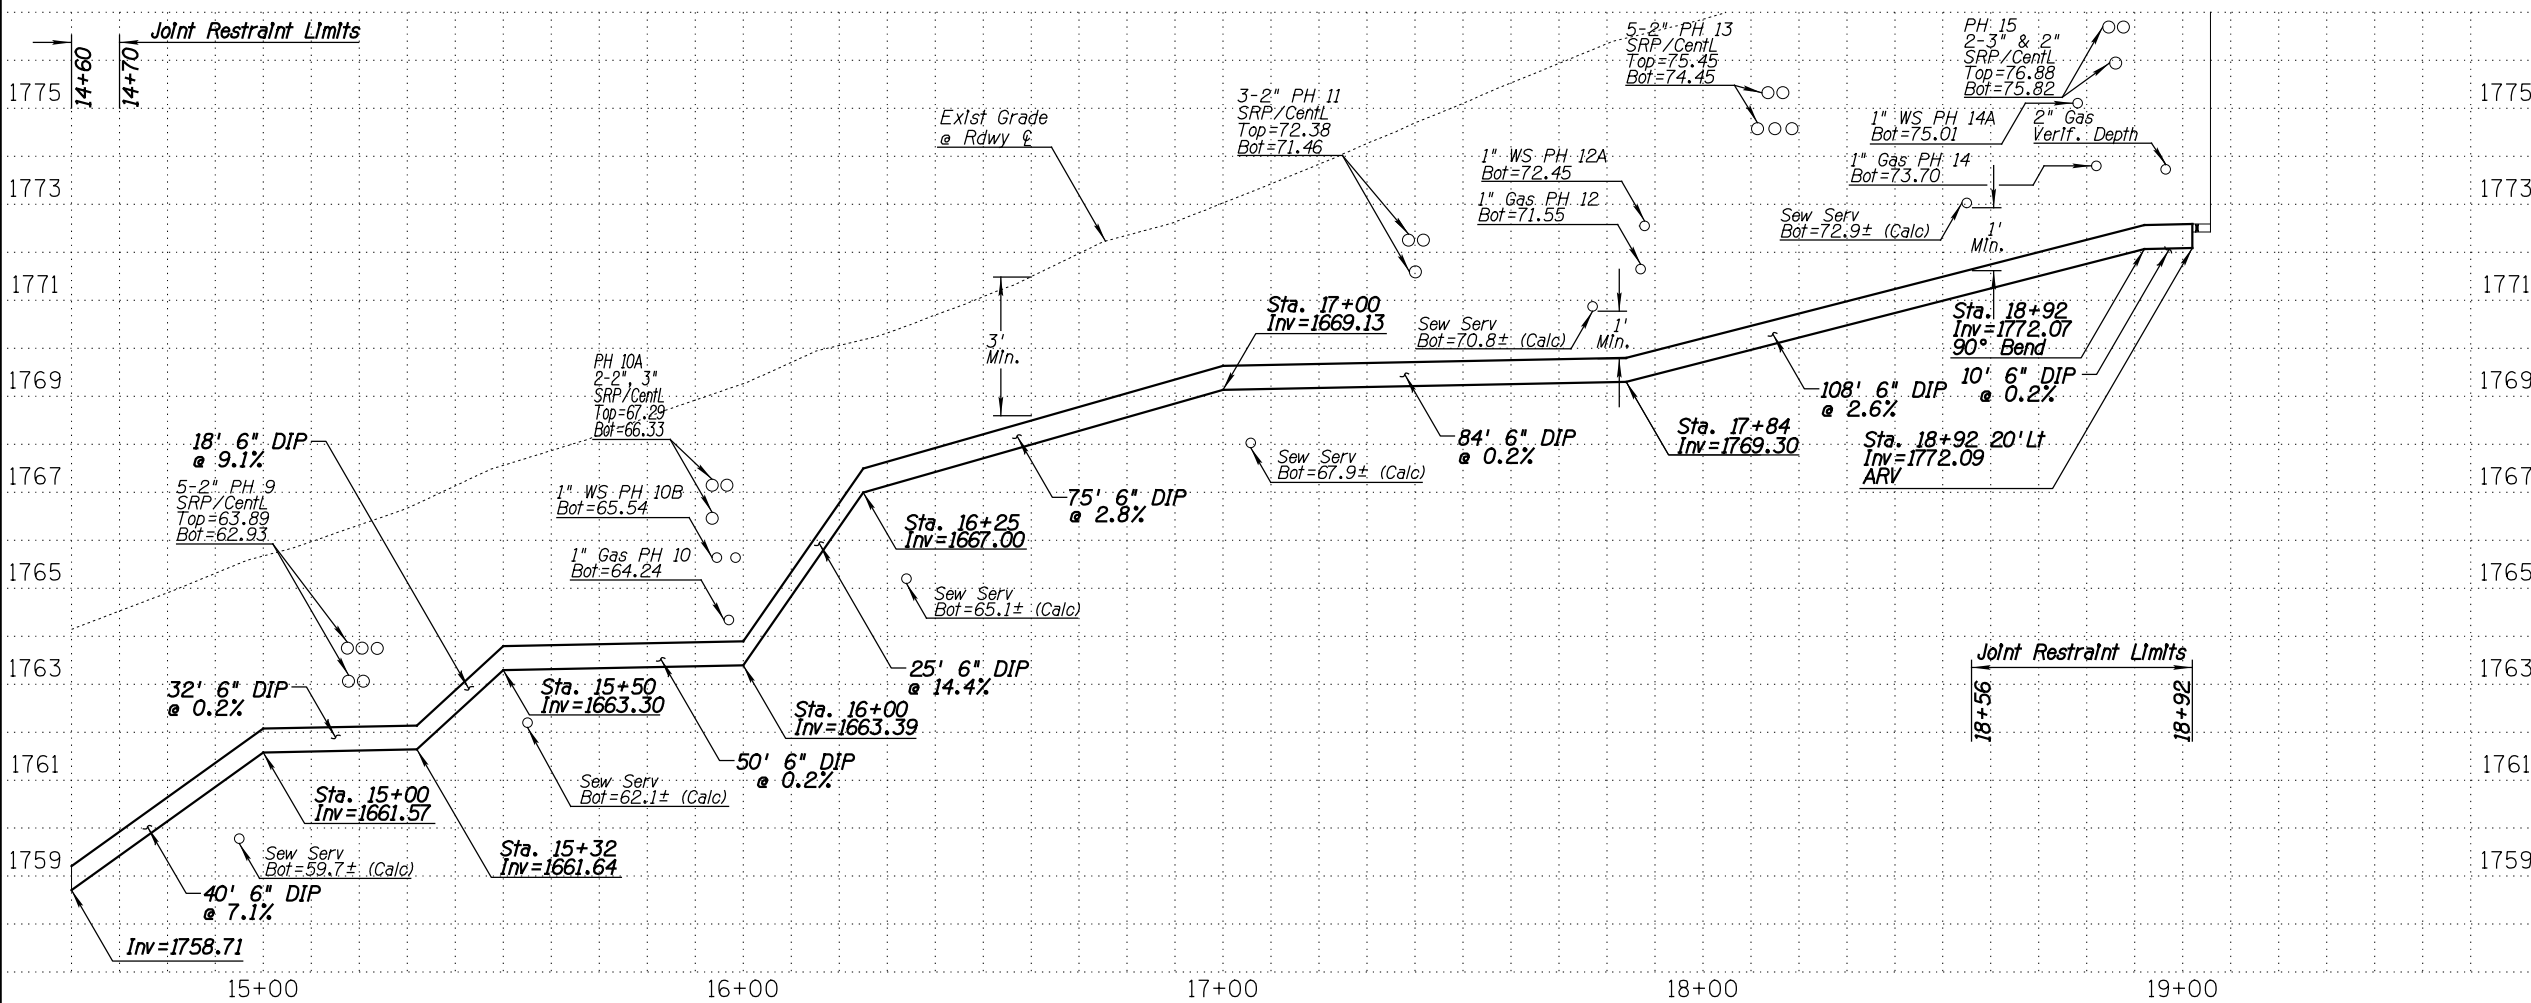 Joint Restraint Limits
14+60
14+70
1775
1773
1771
1769
1767
1765
1763
1761
1759
Exist Grade
@ Rdwy ℄
3'
Min.
3-2" PH 11
SRP/CentL
Top=72.38
Bot=71.46
1" WS PH 12A
Bot=72.45
1" Gas PH 12
Bot=71.55
5-2" PH 13
SRP/CentL
Top=75.45
Bot=74.45
PH 15
2-3" & 2"
SRP/CentL
Top=76.88
Bot=75.82
1" WS PH 14A
Bot=75.01
2" Gas
Verif. Depth
1" Gas PH 14
Bot=73.70
Sew Serv
Bot=72.9± (Calc)
1'
Min.
Sta. 17+00
Inv=1669.13
Sew Serv
Bot=70.8± (Calc)
1'
Min.
Sta. 18+92
Inv=1772.07
90° Bend
108' 6" DIP
@ 2.6%
10' 6" DIP
@ 0.2%
Sta. 18+92 20'Lt
Inv=1772.09
ARV
Sta. 17+84
Inv=1769.30
84' 6" DIP
@ 0.2%
Sew Serv
Bot=67.9± (Calc)
75' 6" DIP
@ 2.8%
Sta. 16+25
Inv=1667.00
PH 10A
2-2", 3"
SRP/CentL
Top=67.29
Bot=66.33
1" WS PH 10B
Bot=65.54
1" Gas PH 10
Bot=64.24
18' 6" DIP
@ 9.1%
5-2" PH 9
SRP/CentL
Top=63.89
Bot=62.93
Sew Serv
Bot=65.1± (Calc)
25' 6" DIP
@ 14.4%
32' 6" DIP
@ 0.2%
Sta. 15+50
Inv=1663.30
Sta. 16+00
Inv=1663.39
50' 6" DIP
@ 0.2%
Sew Serv
Bot=62.1± (Calc)
Sta. 15+00
Inv=1661.57
Sta. 15+32
Inv=1661.64
Sew Serv
Bot=59.7± (Calc)
40' 6" DIP
@ 7.1%
Inv=1758.71
Joint Restraint Limits
18+56
18+92
1775
1773
1771
1769
1767
1765
1763
1761
1759
15+00
16+00
17+00
18+00
19+00